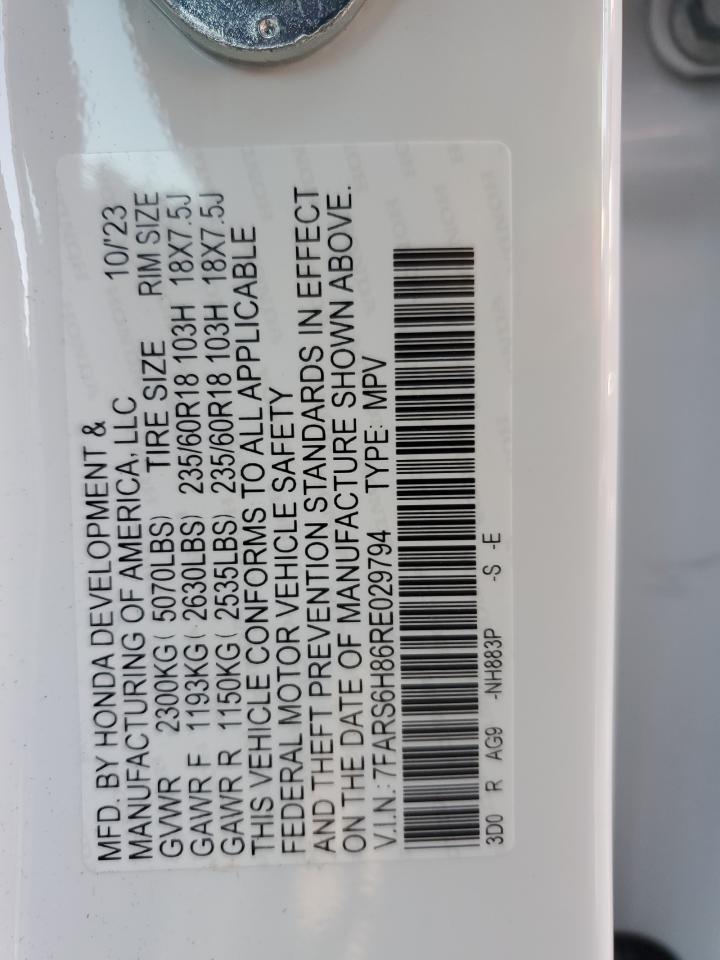 MFD. BY HONDA DEVELOPMENT &
MANUFACTURING OF AMERICA, LLC 10/'23
GVWR 2300KG( 5070LBS) TIRE SIZE RIM SIZE
GAWR F 1193KG( 2630LBS) 235/60R18 103H 18X7.5J
GAWR R 1150KG( 2535LBS) 235/60R18 103H 18X7.5J
THIS VEHICLE CONFORMS TO ALL APPLICABLE
FEDERAL MOTOR VEHICLE SAFETY
AND THEFT PREVENTION STANDARDS IN EFFECT
ON THE DATE OF MANUFACTURE SHOWN ABOVE.
V.I.N.: 7FARS6H86RE029794 TYPE: MPV
3D0 R AG9 -NH883P -S -E